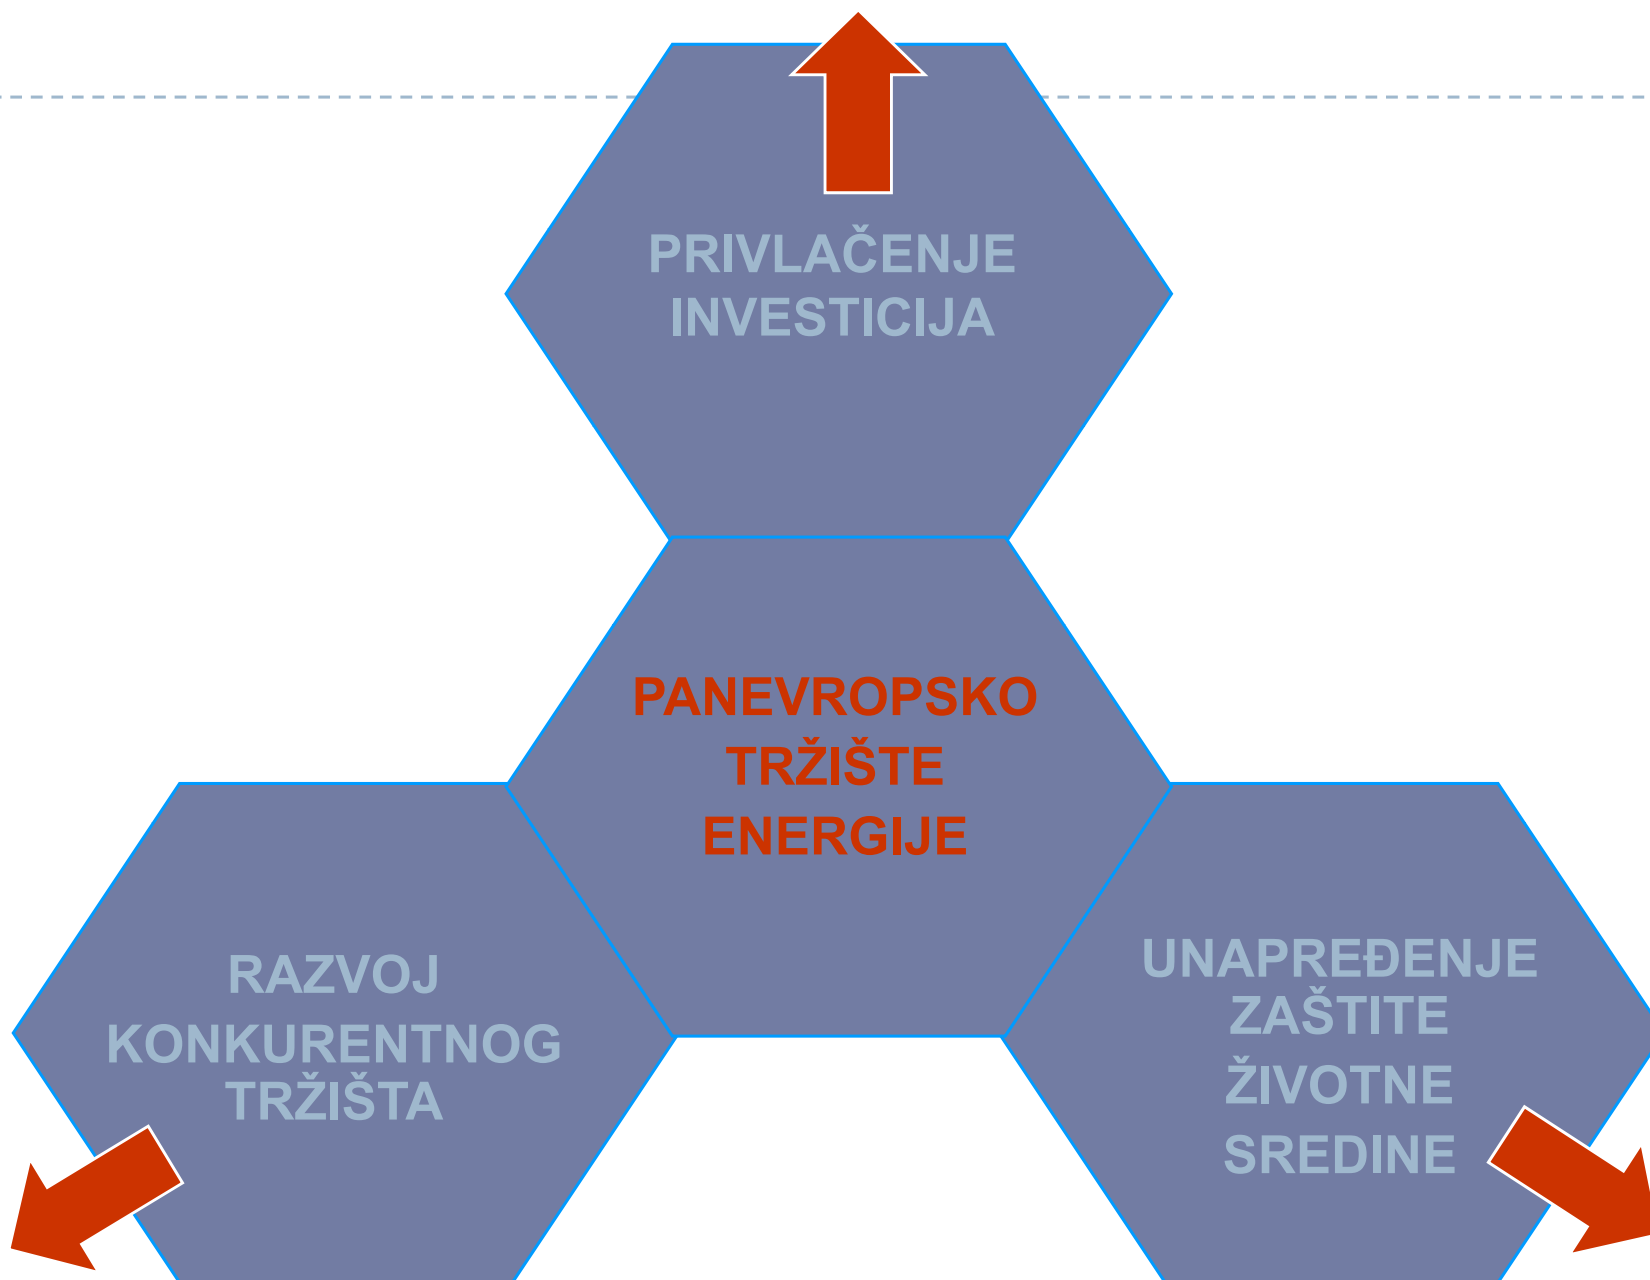 PRIVLAČENJE
INVESTICIJA
PANEVROPSKO
TRŽIŠTE
ENERGIJE
RAZVOJ
KONKURENTNOG
TRŽIŠTA
UNAPREĐENJE
ZAŠTITE
ŽIVOTNE
SREDINE